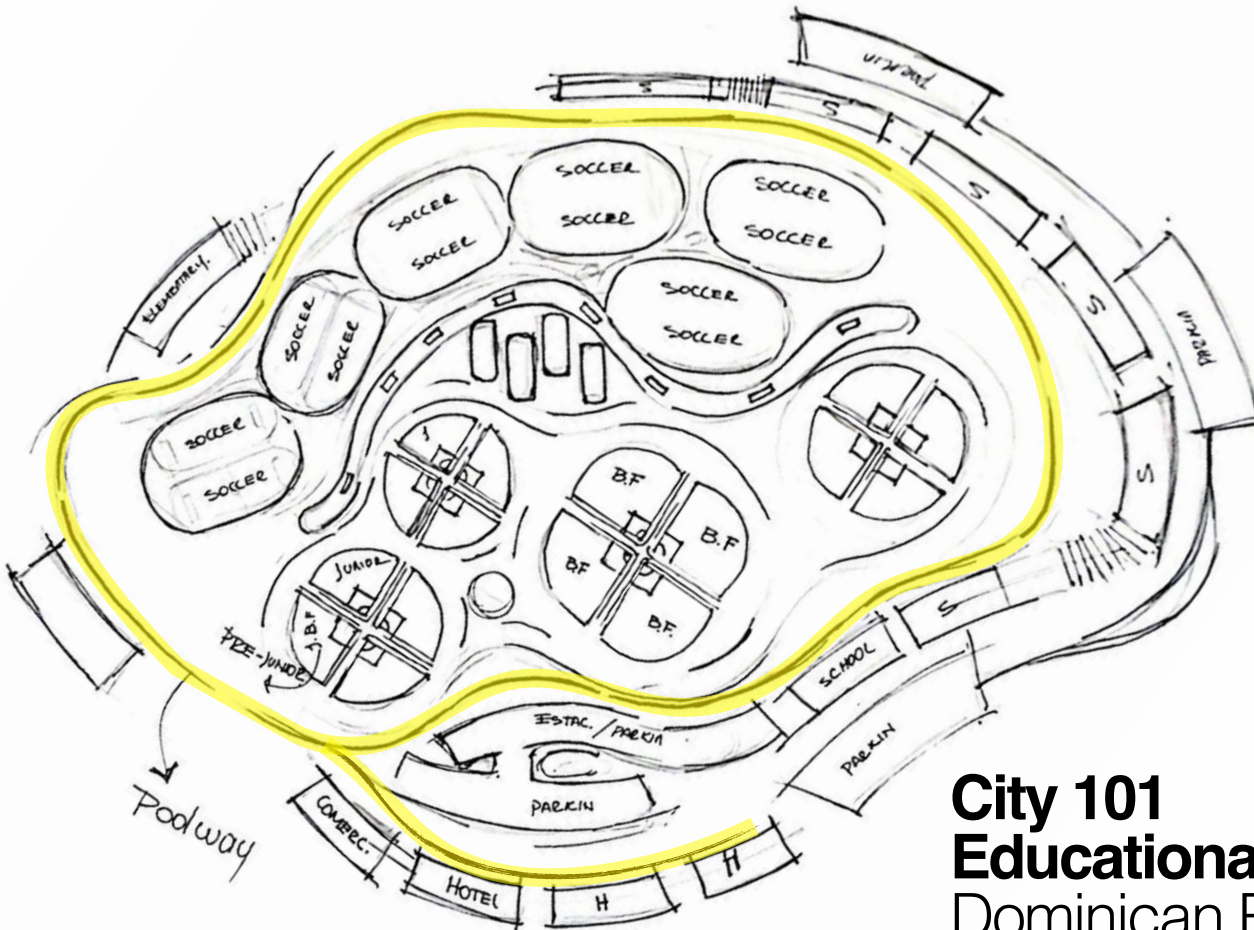 PARKIN
S
S
SOCCER
SOCCER
SOCCER
SOCCER
SOCCER
SOCCER
S
ELEMENTARY.
SOCCER
SOCCER
S
SOCCER
SOCCER
PARKIN
SOCCER
SOCCER
J
B.F
S
B.F
B.F
JUNIOR
J.B.F
B.F.
S
PRE-JUNIOR
SCHOOL
ESTAC. / PARKIN
PARKIN
PARKIN
Podway
COMERC.
HOTEL
H
H
City 101
Educationa
Dominican